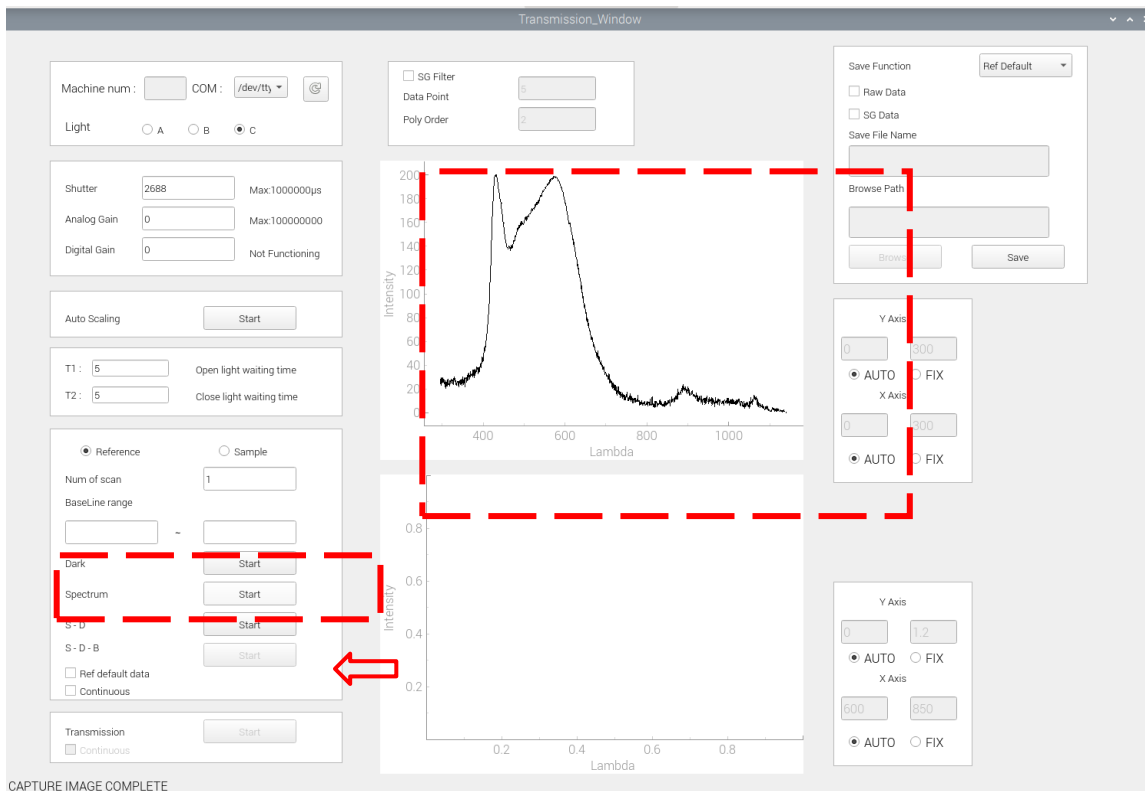 Transmission_Window
Machine num :
COM :
/dev/tty
Light
A
B
C
Shutter
2688
Max:1000000µs
Analog Gain
0
Max:100000000
Digital Gain
0
Not Functioning
Auto Scaling
Start
T1 :
5
Open light waiting time
T2 :
5
Close light waiting time
Reference
Sample
Num of scan
1
BaseLine range
~
Dark
Start
Spectrum
Start
S - D
Start
S - D - B
Start
Ref default data
Continuous
Transmission
Start
Continuous
CAPTURE IMAGE COMPLETE
SG Filter
Data Point
5
Poly Order
2
200
180
160
140
120
100
80
60
40
20
0
Intensity
400
600
800
1000
Lambda
0.8
0.6
0.4
0.2
Intensity
0.2
0.4
0.6
0.8
Lambda
Save Function
Ref Default
Raw Data
SG Data
Save File Name
Browse Path
Save
Y Axis
0
300
AUTO
FIX
X Axis
0
300
AUTO
FIX
Y Axis
0
1.2
AUTO
FIX
X Axis
600
850
AUTO
FIX